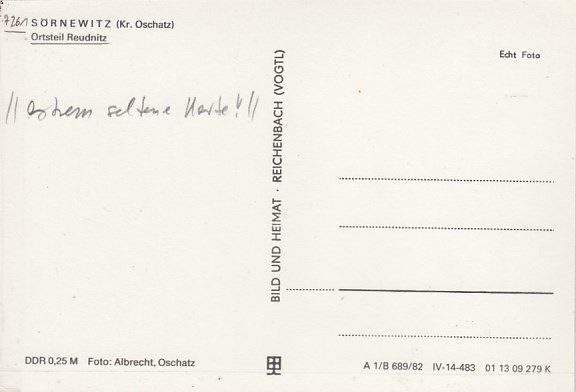 7261 SÖRNEWITZ (Kr. Oschatz)
Ortsteil Reudnitz
Echt Foto
// extrem seltene Karte! //
BILD UND HEIMAT · REICHENBACH (VOGTL)
DDR 0,25 M Foto: Albrecht, Oschatz
A 1/B 689/82 IV-14-483 01 13 09 279 K